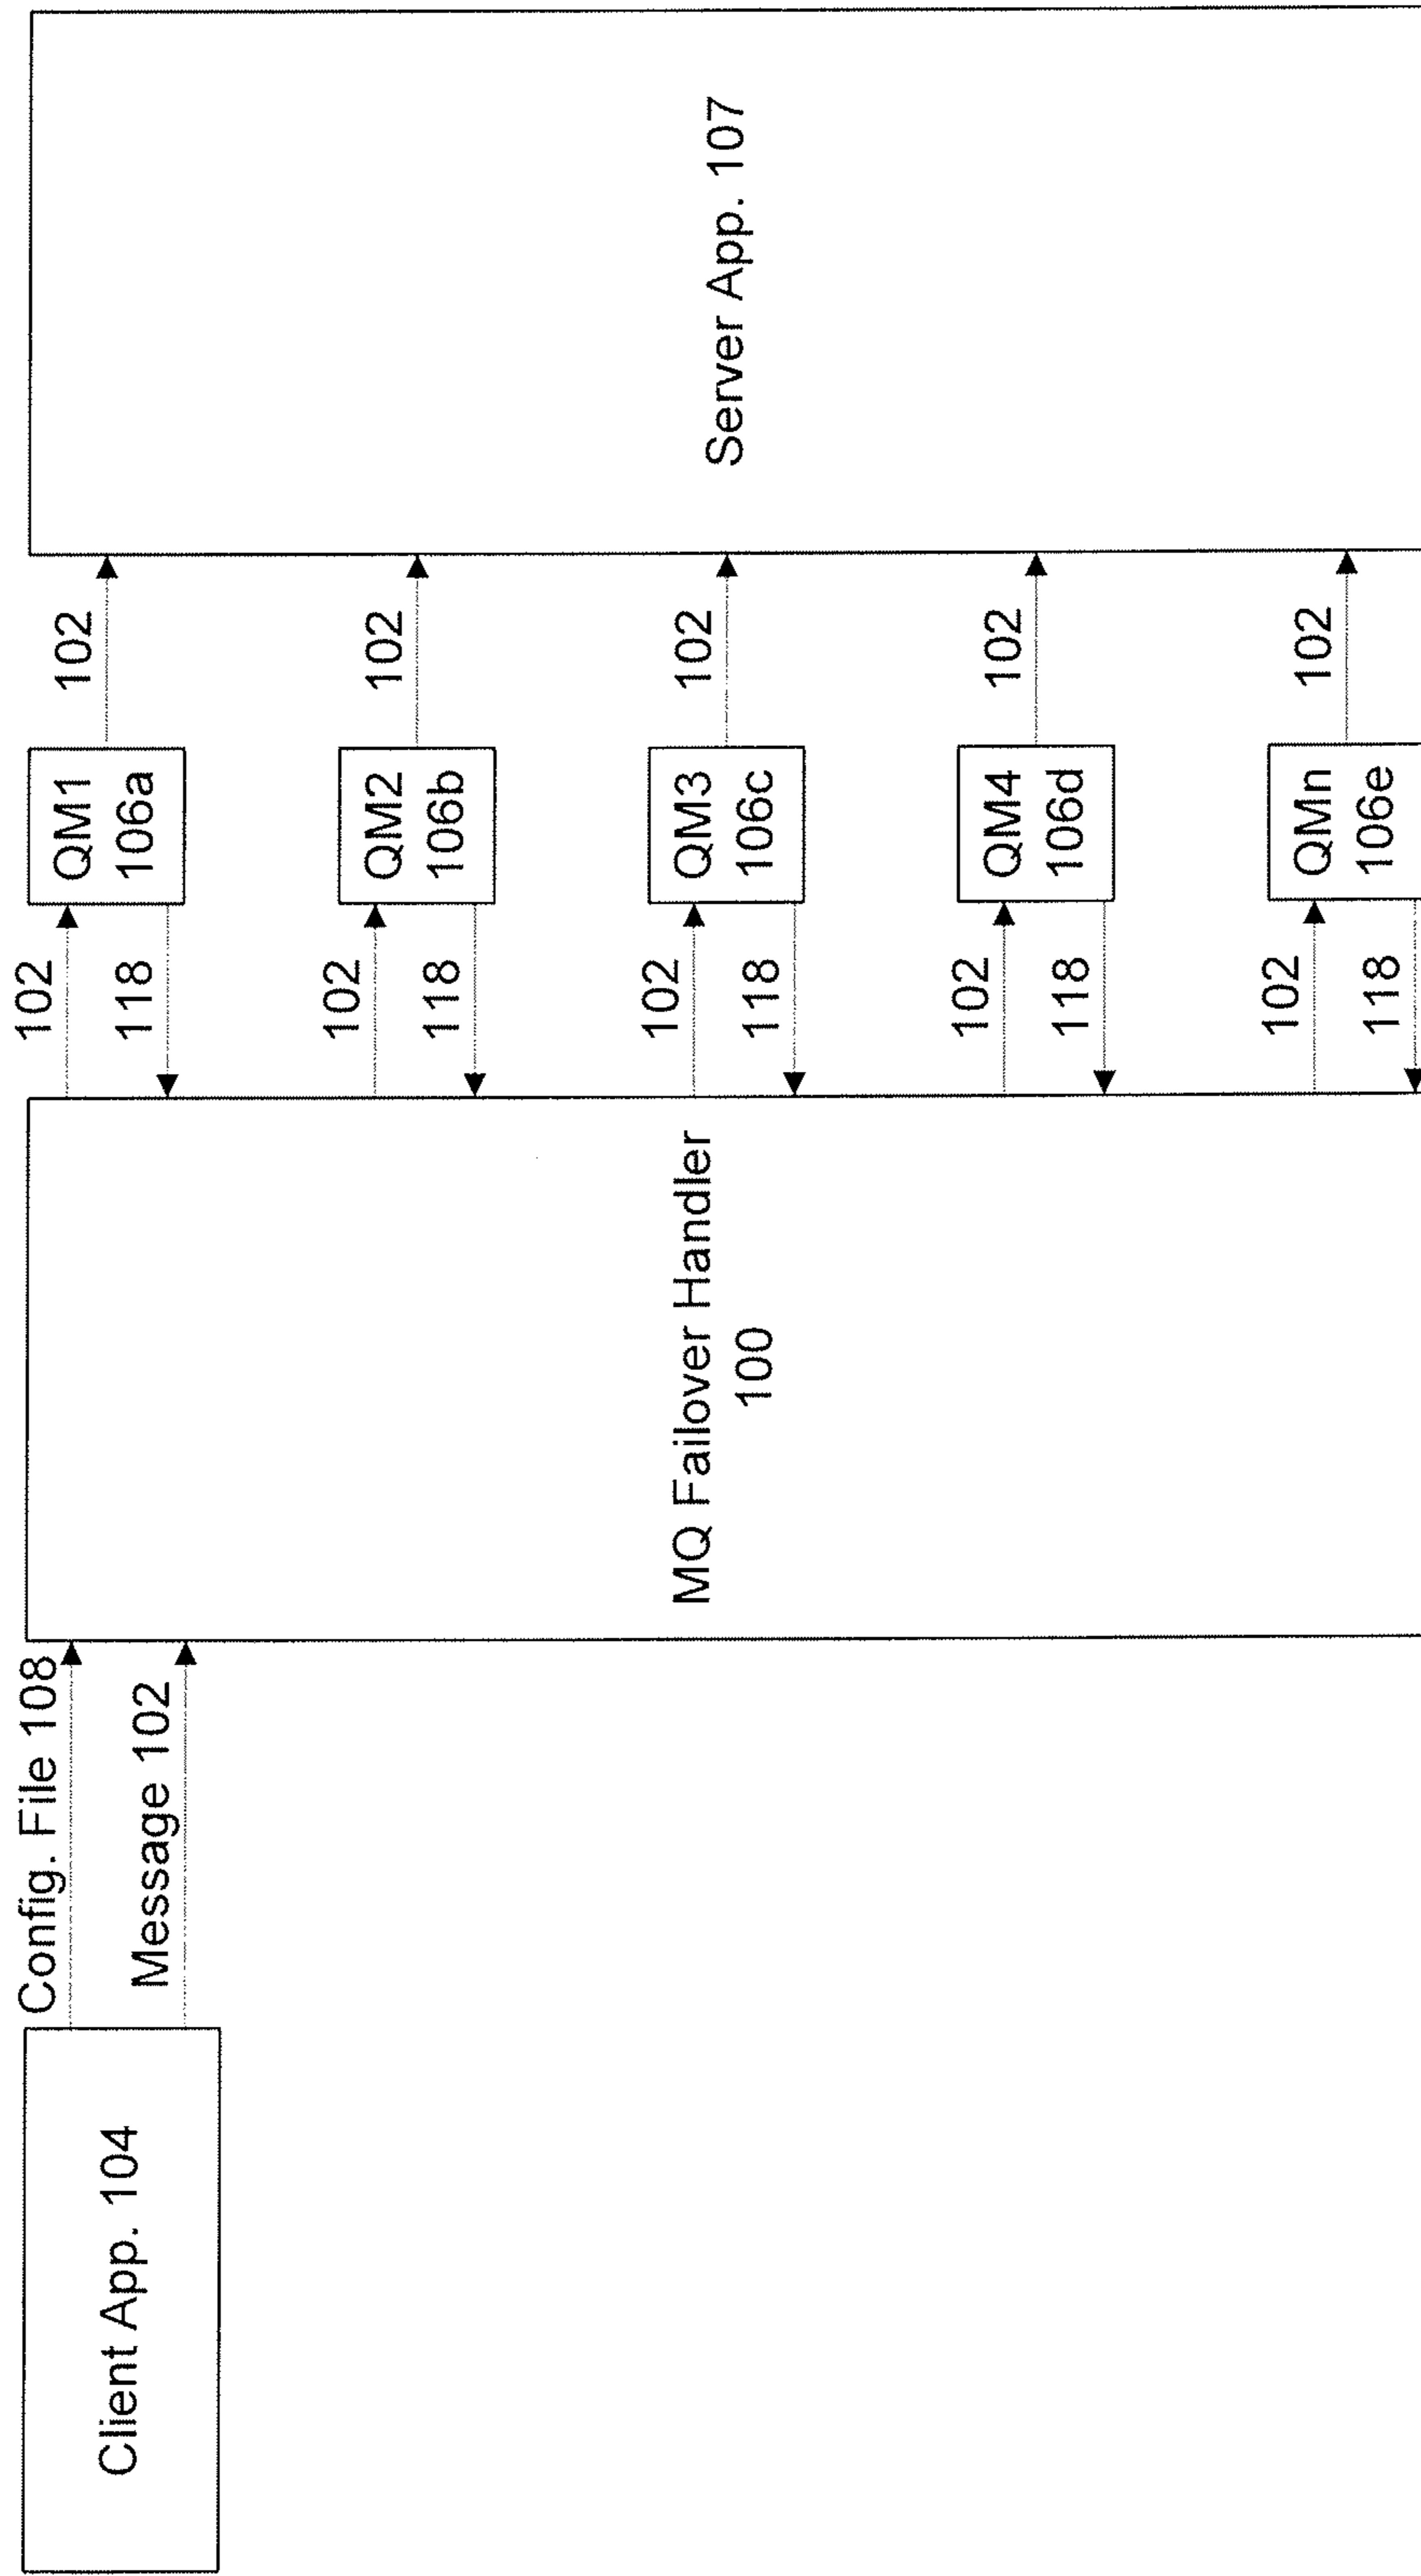 Client App. 104
Config. File 108
Message 102
MQ Failover Handler
100
102
118
102
118
102
118
102
118
102
118
QM1
106a
QM2
106b
QM3
106c
QM4
106d
QMn
106e
102
102
102
102
102
Server App. 107